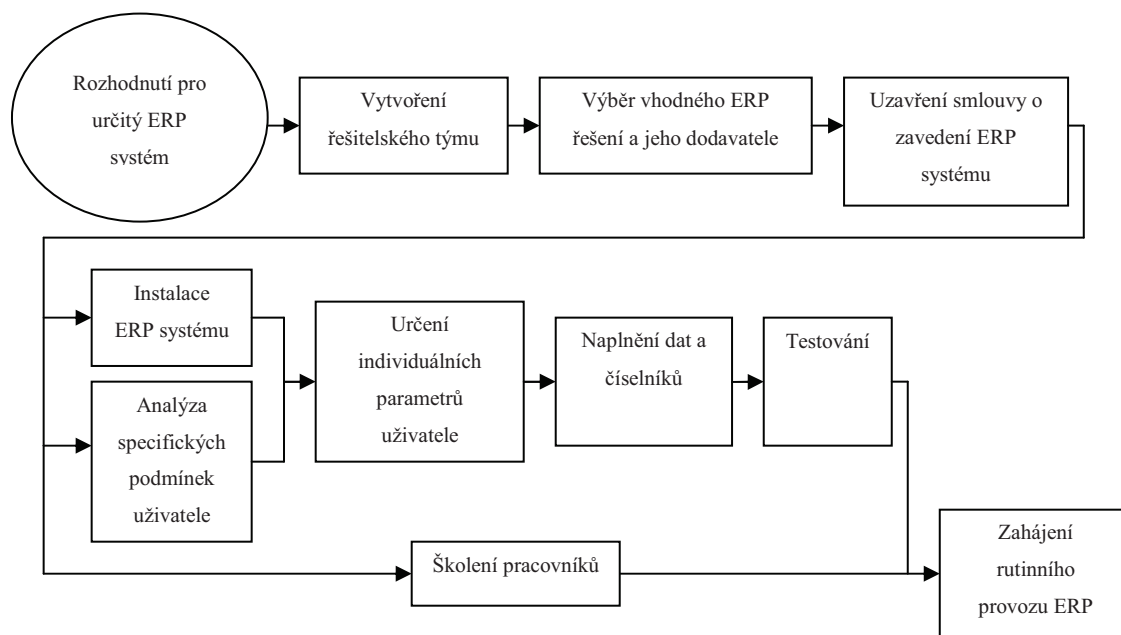 Rozhodnutí pro
určitý ERP
svstém
Vytvoření
řešitelského týmu
Výběr vhodného ERP
řešení a jeho dodavatele
Uzavření smlouvy o
zavedení ERP
systému
Instalace
ERP systému
Analýza
specifických
podmínek
uživatele
Určení
individuálních
parametrů
uživatele
Naplnění dat a
číselníků
Testování
Školení pracovníků
Zahájení
rutinního
provozu ERP